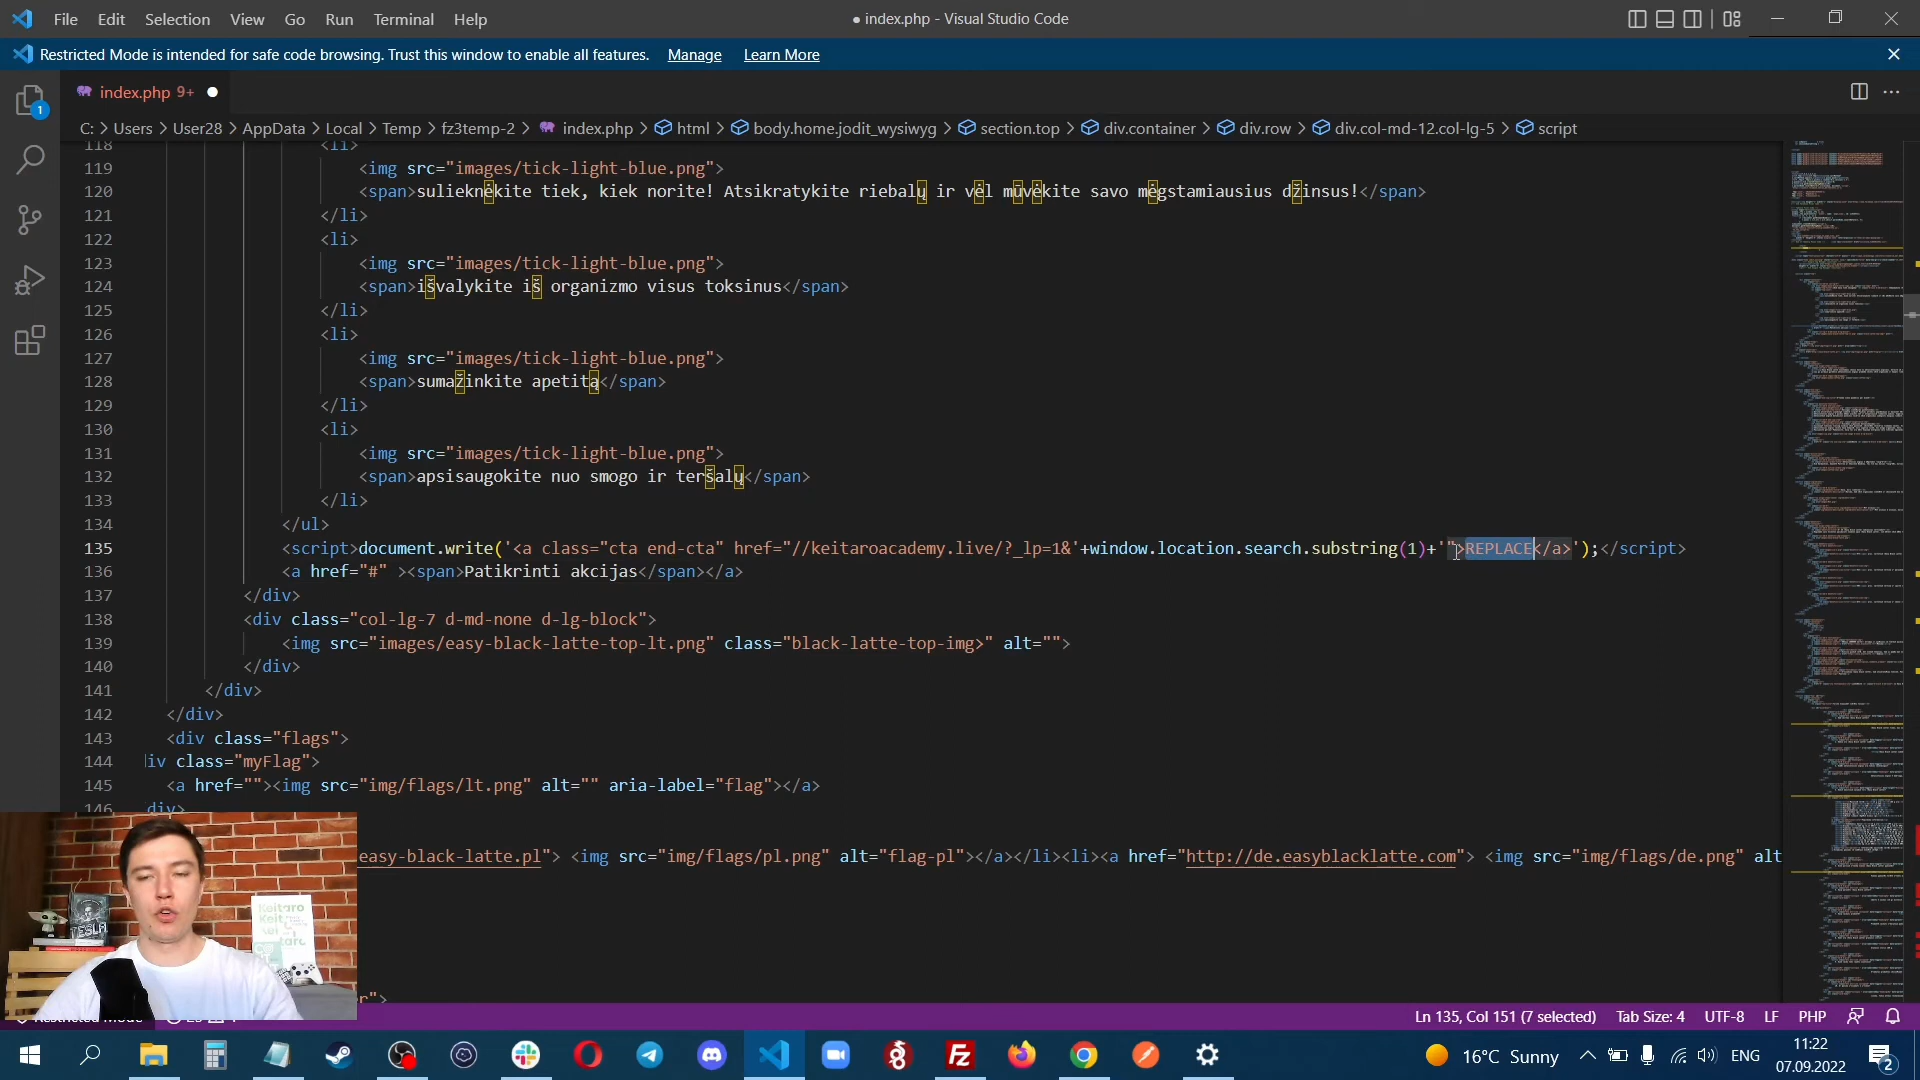 File Edit Selection View Go Run Terminal Help
● index.php - Visual Studio Code
Restricted Mode is intended for safe code browsing. Trust this window to enable all features. Manage Learn More
1
index.php 9+
C: > Users > User28 > AppData > Local > Temp > fz3temp-2 > index.php > html > body.home.jodit_wysiwyg > section.top > div.container > div.row > div.col-md-12.col-lg-5 > script
118 <li>
119 <img src="images/tick-light-blue.png">
120 <span>sulieknėkite tiek, kiek norite! Atsikratykite riebalų ir vėl mūvėkite savo mėgstamiausius džinsus!</span>
121 </li>
122 <li>
123 <img src="images/tick-light-blue.png">
124 <span>išvalykite iš organizmo visus toksinus</span>
125 </li>
126 <li>
127 <img src="images/tick-light-blue.png">
128 <span>sumažinkite apetitą</span>
129 </li>
130 <li>
131 <img src="images/tick-light-blue.png">
132 <span>apsisaugokite nuo smogo ir teršalų</span>
133 </li>
134 </ul>
135 <script>document.write('<a class="cta end-cta" href="//keitaroacademy.live/?_lp=1&'+window.location.search.substring(1)+'">REPLACE</a>');</script>
136 <a href="#" ><span>Patikrinti akcijas</span></a>
137 </div>
138 <div class="col-lg-7 d-md-none d-lg-block">
139 <img src="images/easy-black-latte-top-lt.png" class="black-latte-top-img>" alt="">
140 </div>
141 </div>
142 </div>
143 <div class="flags">
144 iv class="myFlag">
145 <a href=""><img src="img/flags/lt.png" alt="" aria-label="flag"></a>
146 div>
easy-black-latte.pl"> <img src="img/flags/pl.png" alt="flag-pl"></a></li><li><a href="http://de.easyblacklatte.com"> <img src="img/flags/de.png" alt
TESLA
Keitaro
r">
Ln 135, Col 151 (7 selected) Tab Size: 4 UTF-8 LF PHP
16°C Sunny ENG 11:22
07.09.2022 2